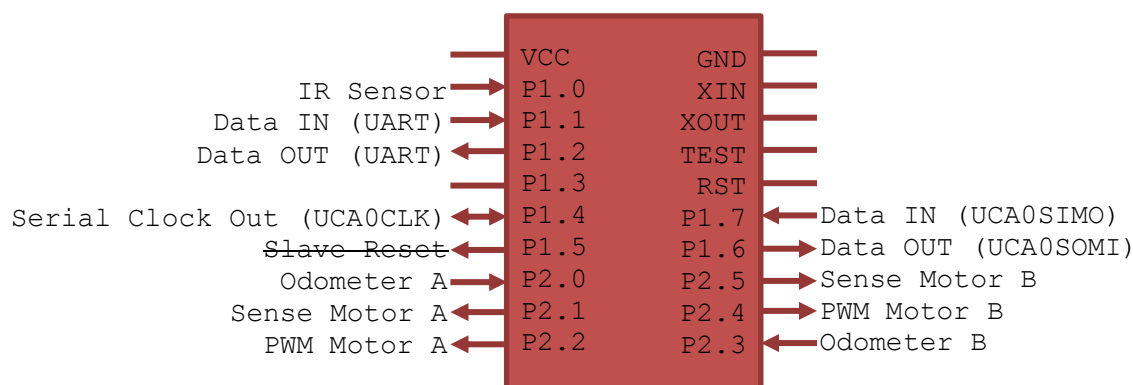 VCC GND
IR Sensor P1.0 XIN
Data IN (UART) P1.1 XOUT
Data OUT (UART) P1.2 TEST
P1.3 RST
Serial Clock Out (UCA0CLK) P1.4 P1.7 Data IN (UCA0SIMO)
Slave Reset P1.5 P1.6 Data OUT (UCA0SOMI)
Odometer A P2.0 P2.5 Sense Motor B
Sense Motor A P2.1 P2.4 PWM Motor B
PWM Motor A P2.2 P2.3 Odometer B